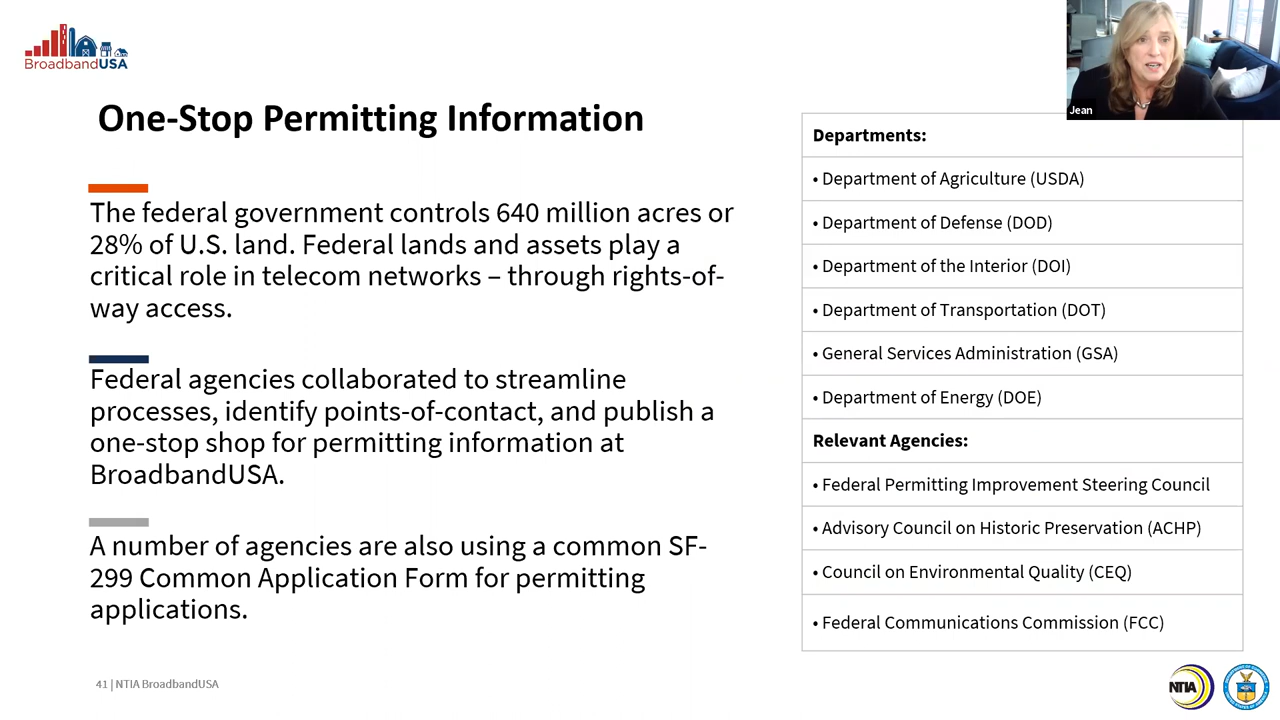 BroadbandUSA
Jean
One-Stop Permitting Information
The federal government controls 640 million acres or
28% of U.S. land. Federal lands and assets play a
critical role in telecom networks – through rights-of-
way access.
Federal agencies collaborated to streamline
processes, identify points-of-contact, and publish a
one-stop shop for permitting information at
BroadbandUSA.
A number of agencies are also using a common SF-
299 Common Application Form for permitting
applications.
Departments:
• Department of Agriculture (USDA)
• Department of Defense (DOD)
• Department of the Interior (DOI)
• Department of Transportation (DOT)
• General Services Administration (GSA)
• Department of Energy (DOE)
Relevant Agencies:
• Federal Permitting Improvement Steering Council
• Advisory Council on Historic Preservation (ACHP)
• Council on Environmental Quality (CEQ)
• Federal Communications Commission (FCC)
41 | NTIA BroadbandUSA
NTIA